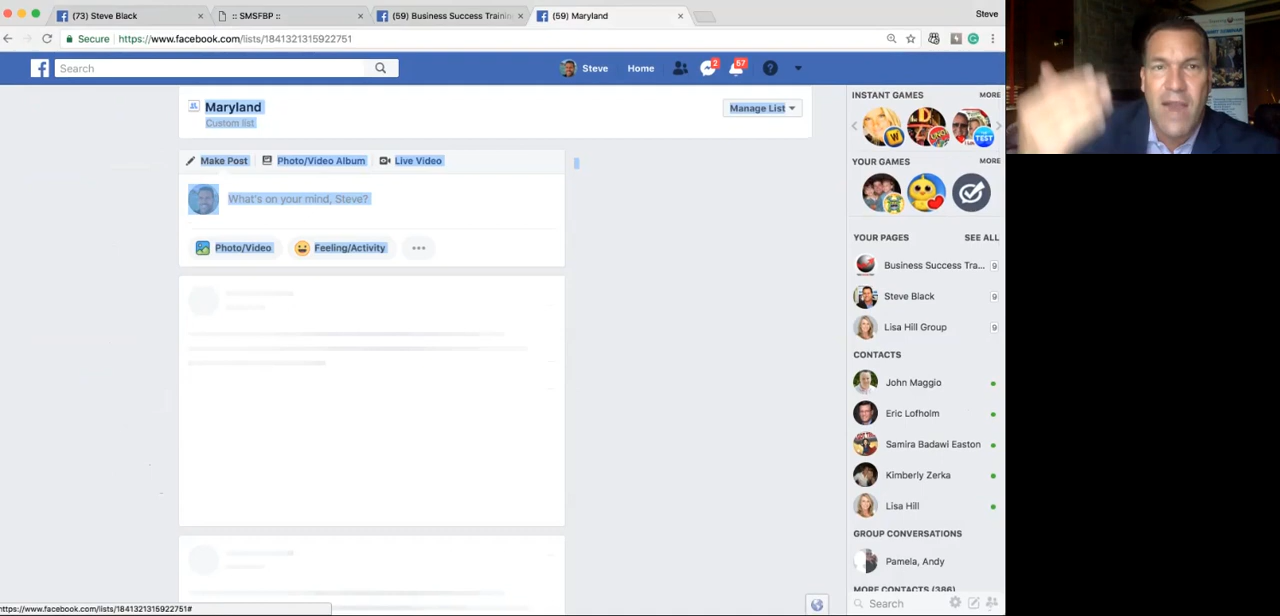 (73) Steve Black
:: SMSFBP ::
(59) Business Success Trainin
(59) Maryland
Steve
Secure
https://www.facebook.com/lists/1841321315922751
Search
Steve
Home
2
57
Maryland
Custom list
Manage List
Make Post
Photo/Video Album
Live Video
What's on your mind, Steve?
Photo/Video
Feeling/Activity
INSTANT GAMES
MORE
W
UNO
TEST
YOUR GAMES
MORE
YOUR PAGES
SEE ALL
Business Success Tra...
9
Steve Black
9
Lisa Hill Group
9
CONTACTS
John Maggio
Eric Lofholm
Samira Badawi Easton
Kimberly Zerka
Lisa Hill
GROUP CONVERSATIONS
Pamela, Andy
MORE CONTACTS (386)
Search
https://www.facebook.com/lists/1841321315922751#